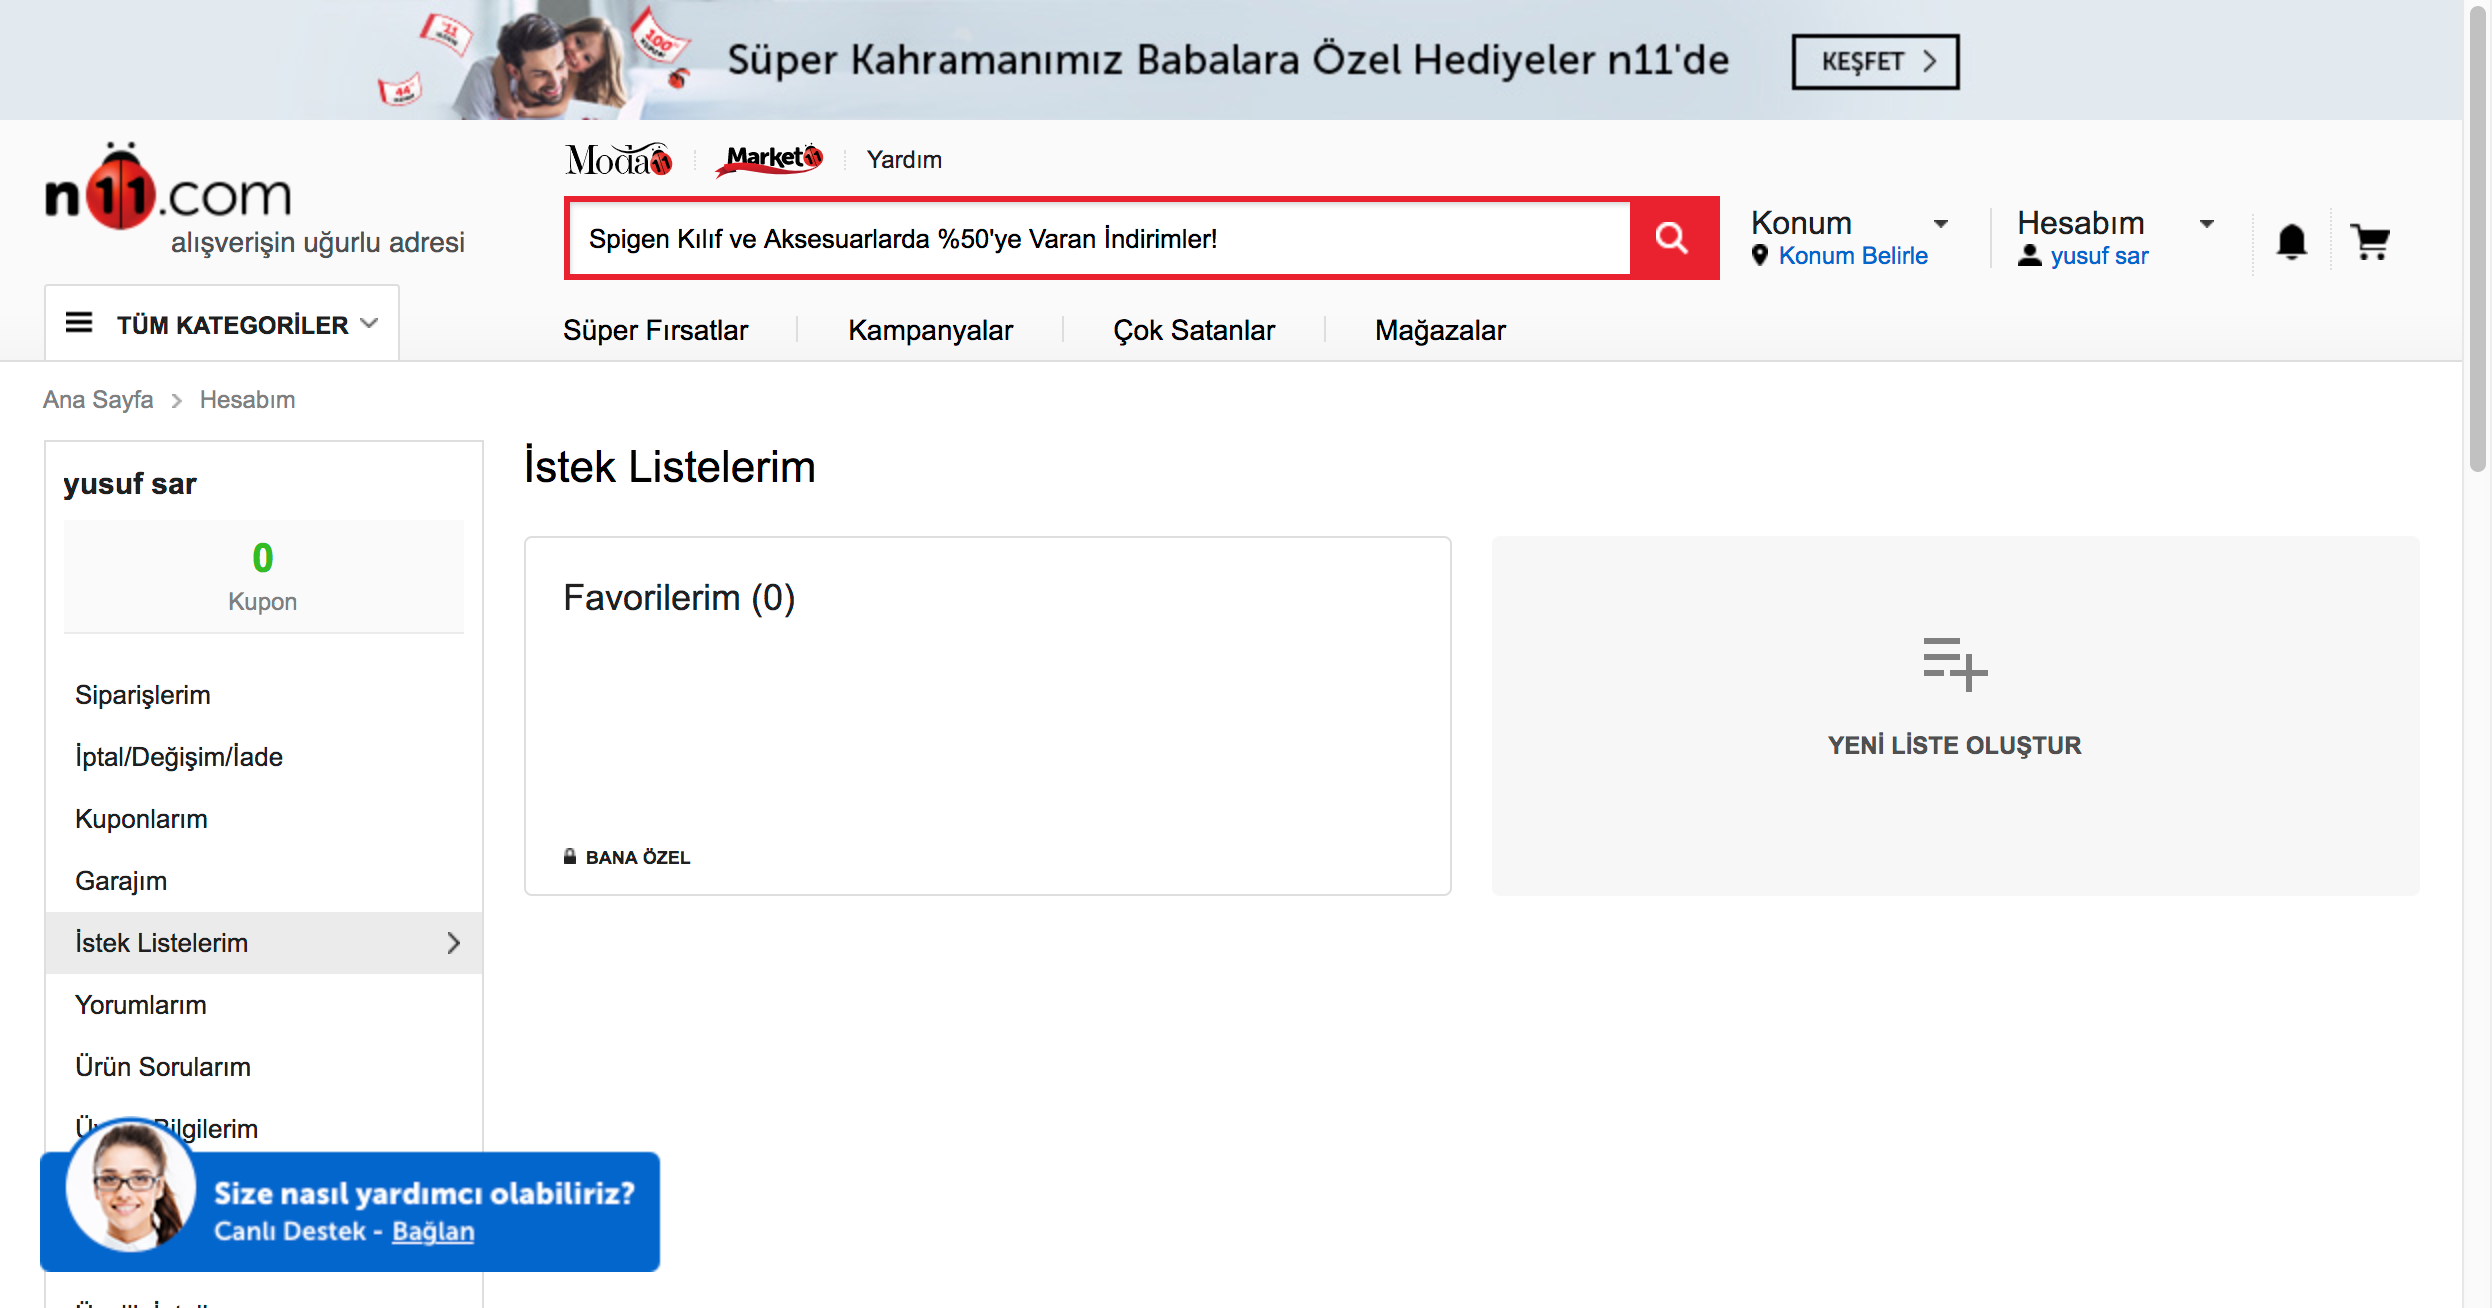 Süper Kahramanımız Babalara Özel Hediyeler n11'de
KEŞFET
n11.com
alışverişin uğurlu adresi
Moda11
Market11
Yardım
Spigen Kılıf ve Aksesuarlarda %50'ye Varan İndirimler!
Konum
Konum Belirle
Hesabım
yusuf sar
TÜM KATEGORİLER
Süper Fırsatlar
Kampanyalar
Çok Satanlar
Mağazalar
Ana Sayfa > Hesabım
yusuf sar
0
Kupon
Siparişlerim
İptal/Değişim/İade
Kuponlarım
Garajım
İstek Listelerim
Yorumlarım
Ürün Sorularım
Bilgilerim
Size nasıl yardımcı olabiliriz?
Canlı Destek - Bağlan
İstek Listelerim
Favorilerim (0)
BANA ÖZEL
YENİ LİSTE OLUŞTUR